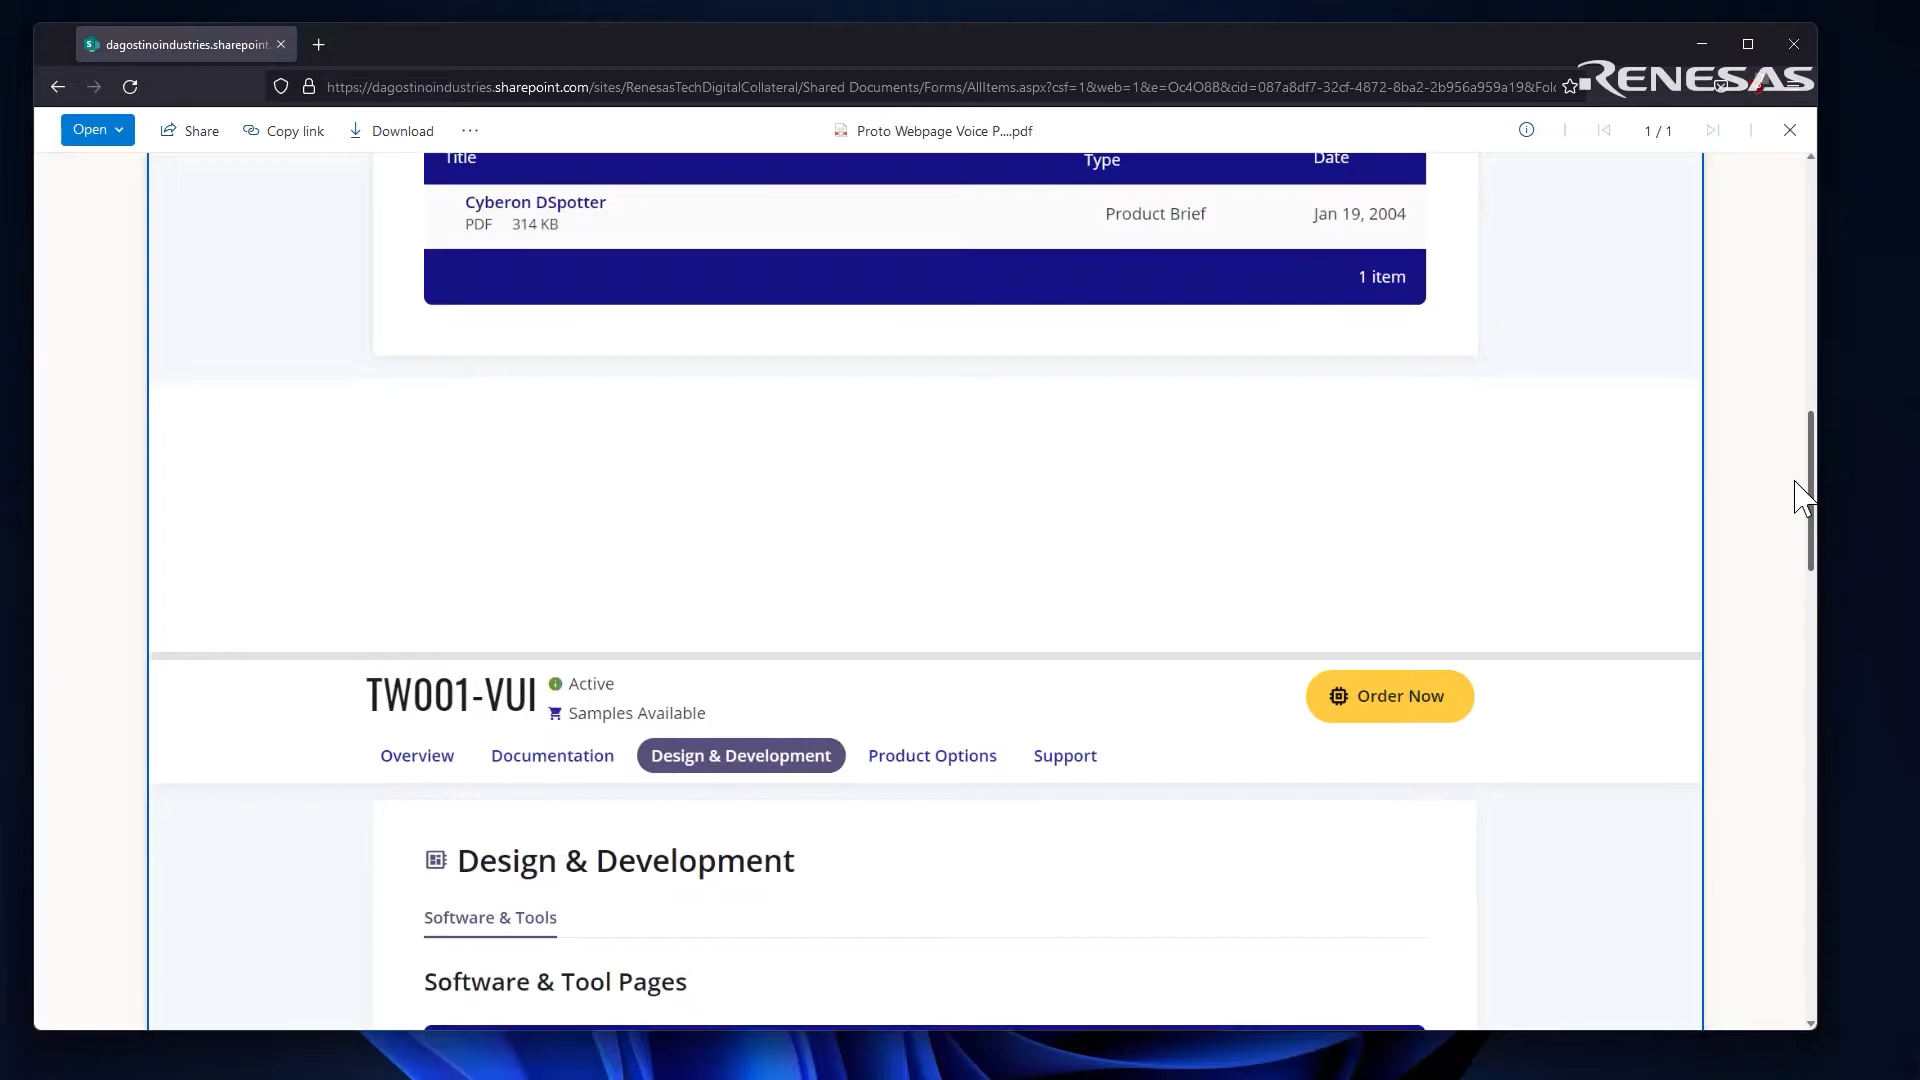 dagostinoindustries.sharepoint.
RENESAS
https://dagostinoindustries.sharepoint.com/sites/RenesasTechDigitalCollateral/Shared Documents/Forms/AllItems.aspx?csf=1&web=1&e=Oc4O8B&cid=087a8df7-32cf-4872-8ba2-2b956a959a19&Fol
Open Share Copy link Download ... Proto Webpage Voice P....pdf 1 / 1
Title Type Date
Cyberon DSpotter
PDF 314 KB Product Brief Jan 19, 2004
1 item
TW001-VUI Active
Samples Available
Order Now
Overview Documentation Design & Development Product Options Support
Design & Development
Software & Tools
Software & Tool Pages